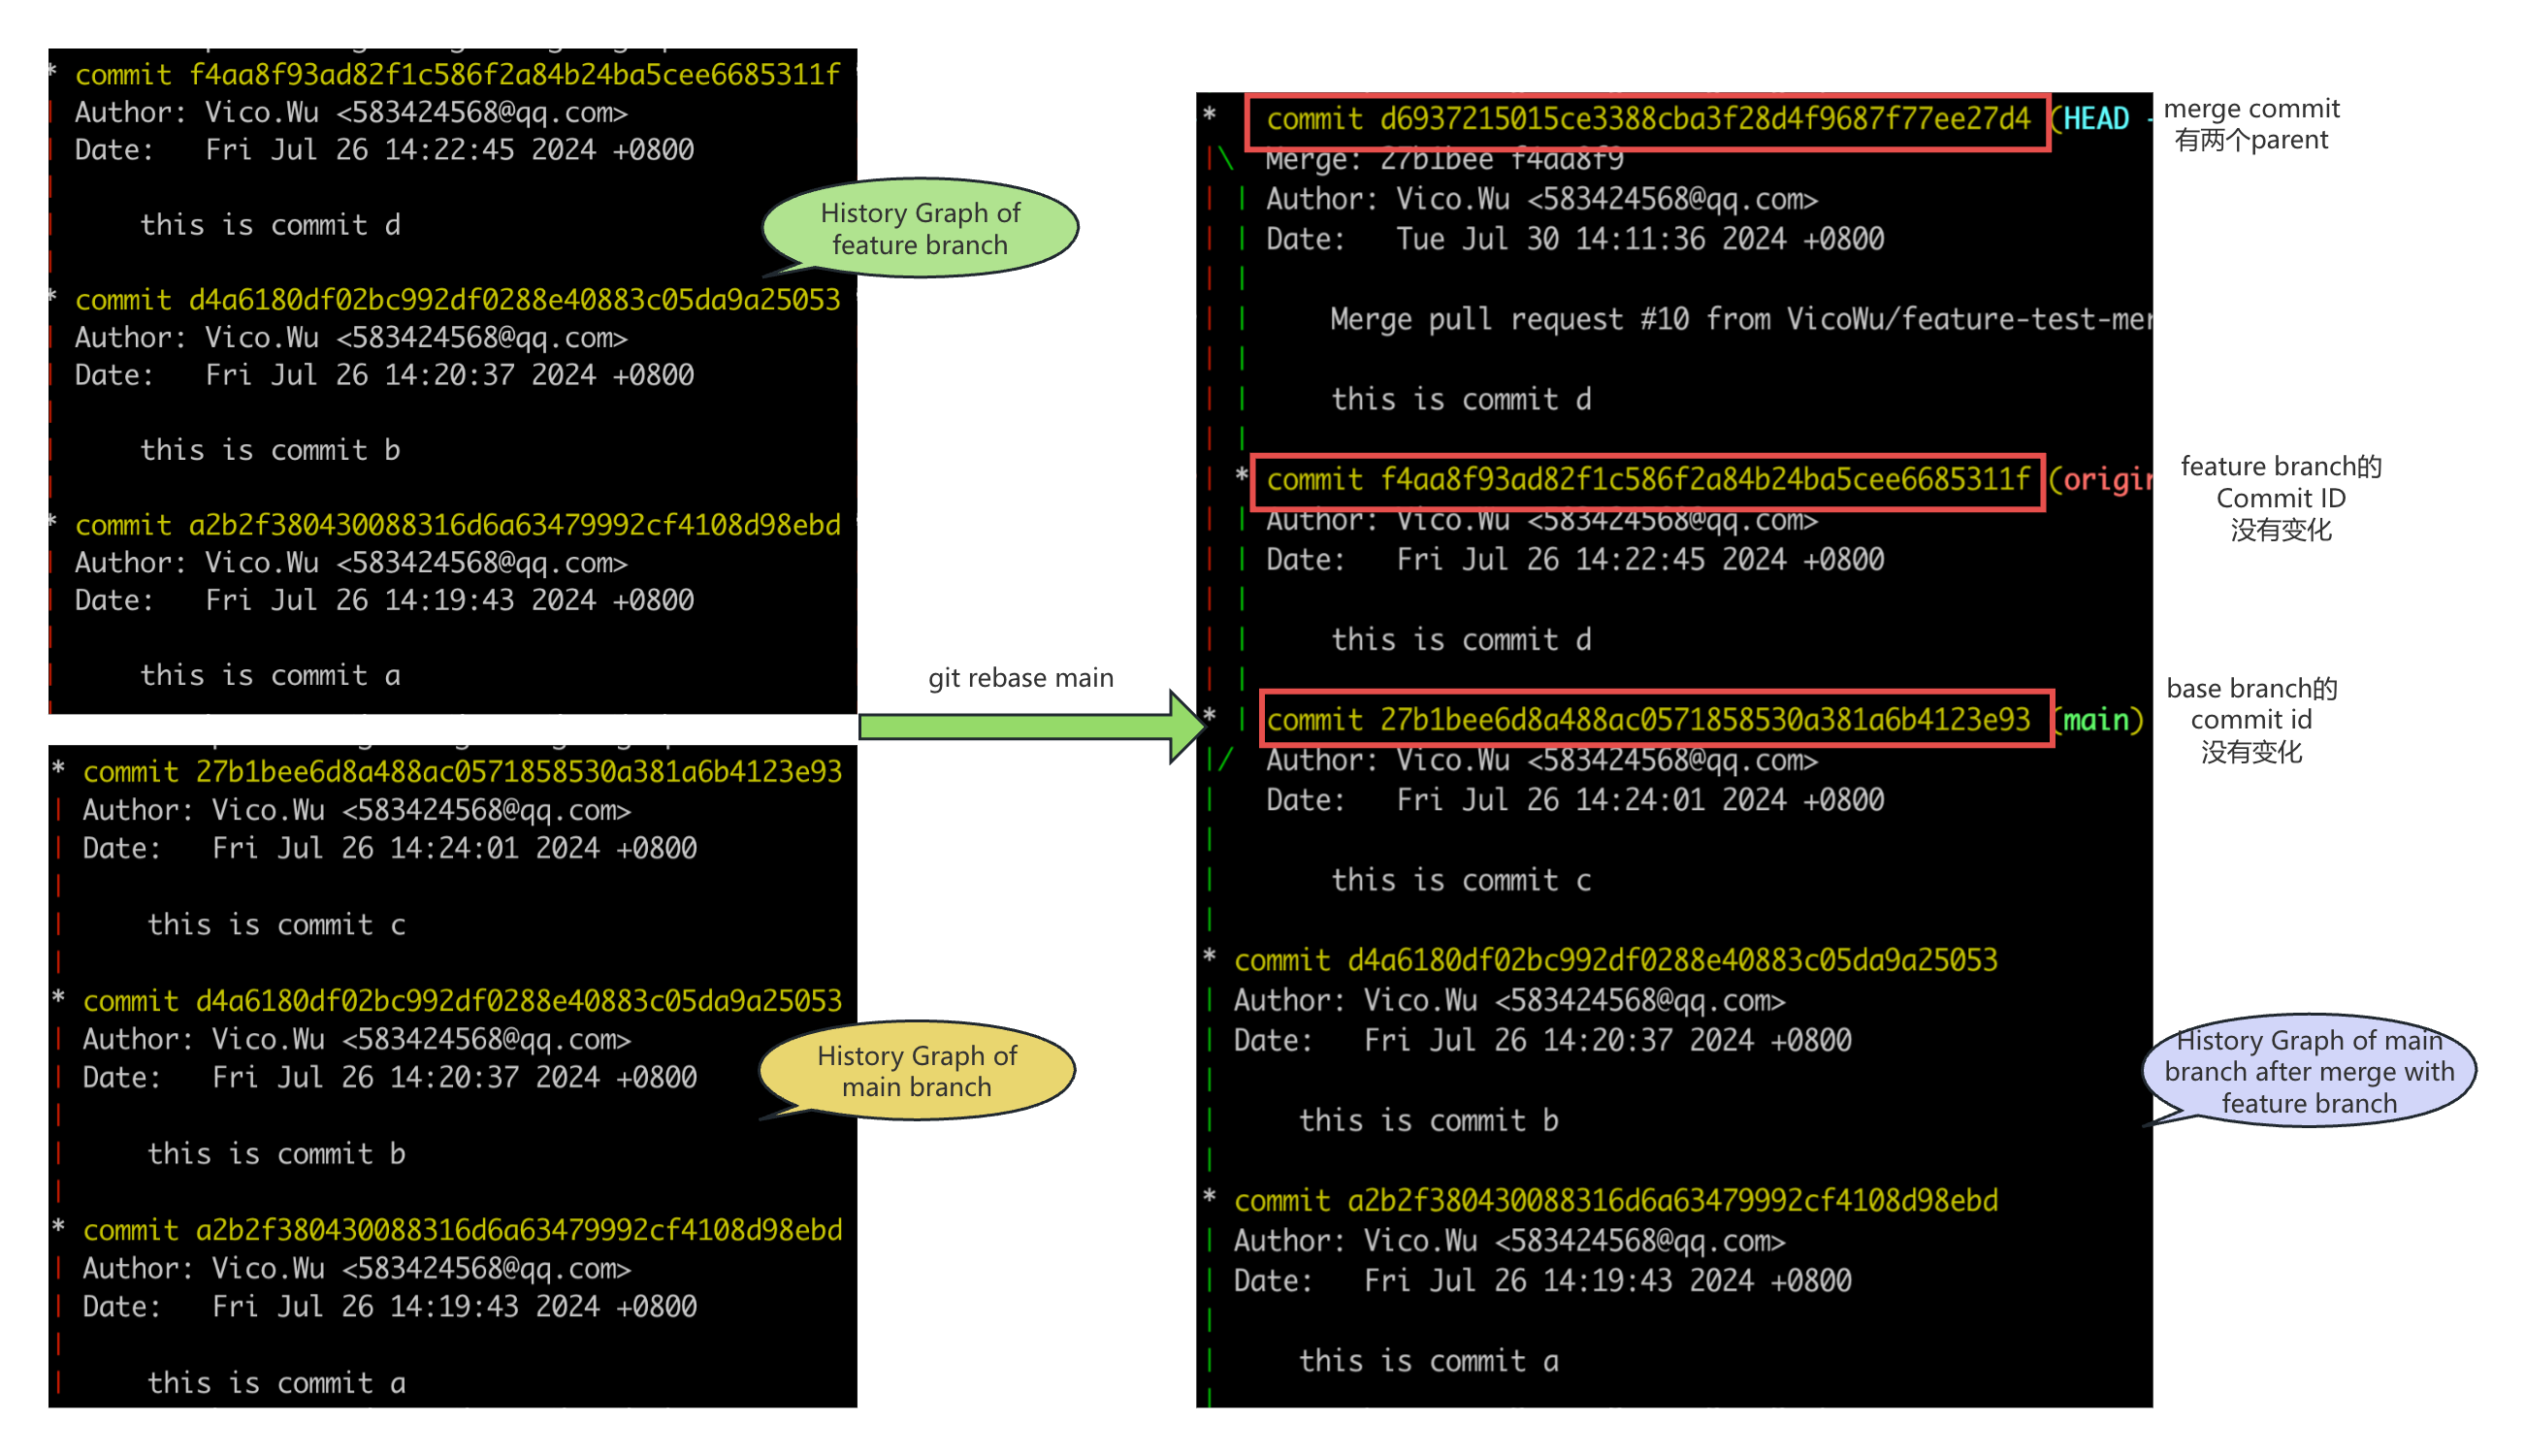 * commit f4aa8f93ad82f1c586f2a84b24ba5cee6685311f
Author: Vico.Wu <583424568@qq.com>
Date:   Fri Jul 26 14:22:45 2024 +0800
this is commit d
* commit d4a6180df02bc992df0288e40883c05da9a25053
Author: Vico.Wu <583424568@qq.com>
Date:   Fri Jul 26 14:20:37 2024 +0800
this is commit b
* commit a2b2f380430088316d6a63479992cf4108d98ebd
Author: Vico.Wu <583424568@qq.com>
Date:   Fri Jul 26 14:19:43 2024 +0800
this is commit a
History Graph of
feature branch
* commit 27b1bee6d8a488ac0571858530a381a6b4123e93
Author: Vico.Wu <583424568@qq.com>
Date:   Fri Jul 26 14:24:01 2024 +0800
this is commit c
* commit d4a6180df02bc992df0288e40883c05da9a25053
Author: Vico.Wu <583424568@qq.com>
Date:   Fri Jul 26 14:20:37 2024 +0800
this is commit b
* commit a2b2f380430088316d6a63479992cf4108d98ebd
Author: Vico.Wu <583424568@qq.com>
Date:   Fri Jul 26 14:19:43 2024 +0800
this is commit a
History Graph of
main branch
git rebase main
* commit d6937215015ce3388cba3f28d4f9687f77ee27d4 (HEAD -
Merge: 27b1bee f4aa8f9
Author: Vico.Wu <583424568@qq.com>
Date:   Tue Jul 30 14:11:36 2024 +0800
Merge pull request #10 from VicoWu/feature-test-mer
this is commit d
* commit f4aa8f93ad82f1c586f2a84b24ba5cee6685311f (origin
Author: Vico.Wu <583424568@qq.com>
Date:   Fri Jul 26 14:22:45 2024 +0800
this is commit d
* commit 27b1bee6d8a488ac0571858530a381a6b4123e93 (main)
Author: Vico.Wu <583424568@qq.com>
Date:   Fri Jul 26 14:24:01 2024 +0800
this is commit c
* commit d4a6180df02bc992df0288e40883c05da9a25053
Author: Vico.Wu <583424568@qq.com>
Date:   Fri Jul 26 14:20:37 2024 +0800
this is commit b
* commit a2b2f380430088316d6a63479992cf4108d98ebd
Author: Vico.Wu <583424568@qq.com>
Date:   Fri Jul 26 14:19:43 2024 +0800
this is commit a
merge commit
有两个parent
feature branch的
Commit ID
没有变化
base branch的
commit id
没有变化
History Graph of main
branch after merge with
feature branch